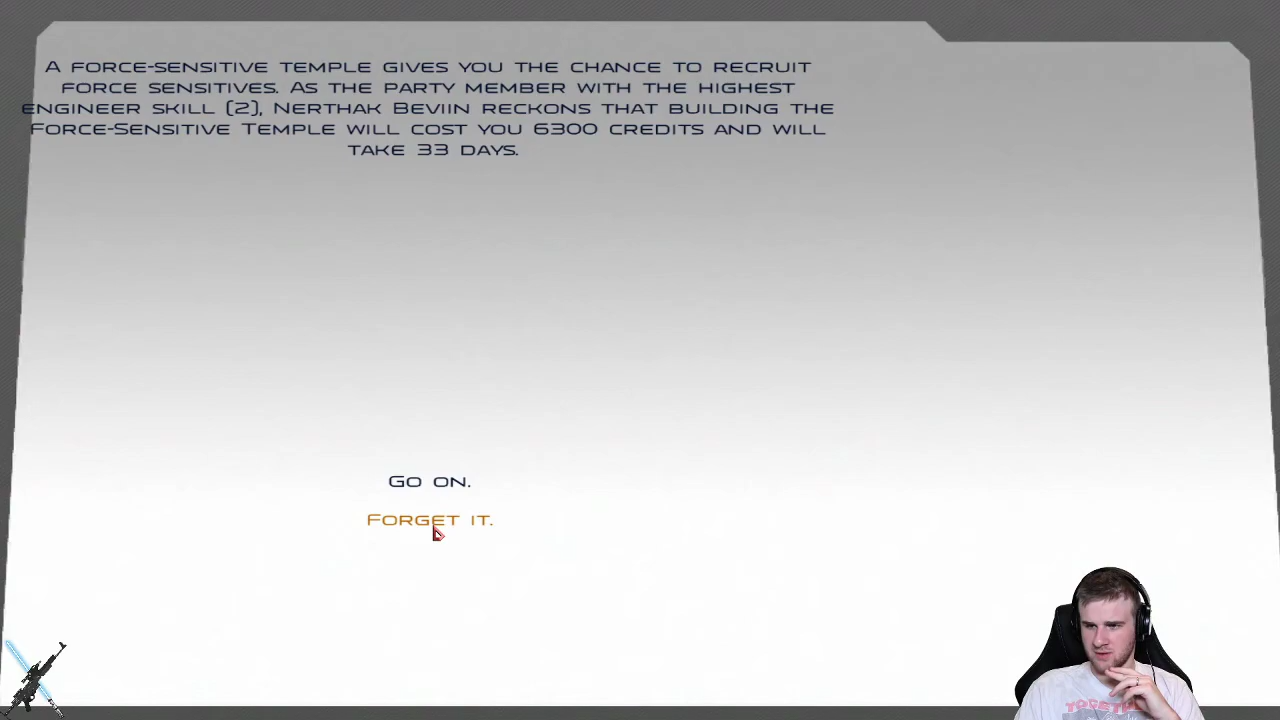 A force-sensitive temple gives you the chance to recruit
force sensitives. As the party member with the highest
engineer skill (2), Nerthak Beviin reckons that building the
Force-Sensitive Temple will cost you 6300 credits and will
take 33 days.
Go on.
Forget it.
TOGETHER